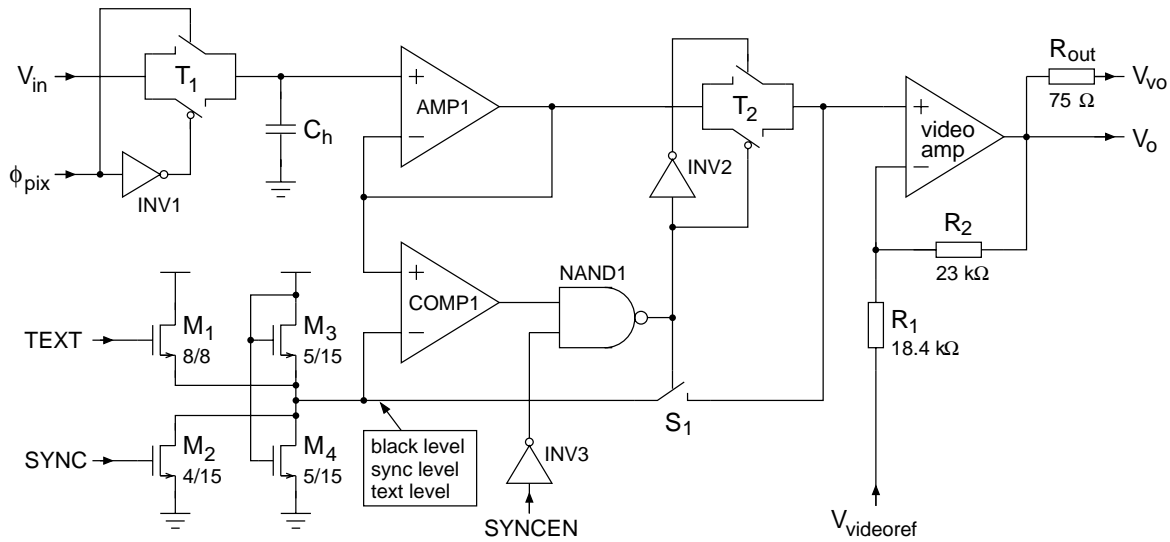 V_in
ϕ_pix
T_1
INV1
C_h
+
AMP1
−
+
COMP1
−
NAND1
INV2
T_2
+
video
amp
−
R_out
75 Ω
V_vo
V_o
R_2
23 kΩ
R_1
18.4 kΩ
V_videoref
TEXT
M_1
8/8
M_3
5/15
SYNC
M_2
4/15
M_4
5/15
black level
sync level
text level
INV3
SYNCEN
S_1